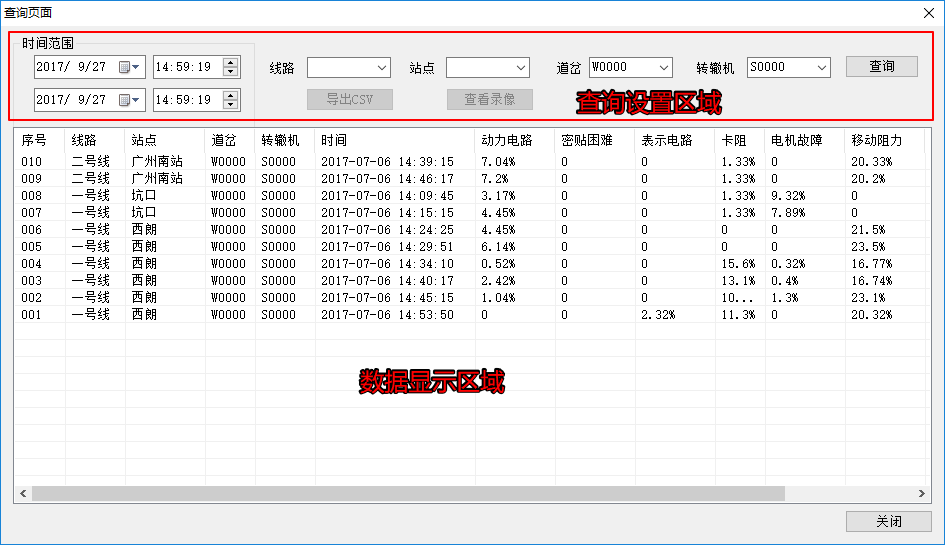 查询页面
时间范围
2017/ 9/27 14:59:19 线路 站点 道岔 W0000 转辙机 S0000 查询
2017/ 9/27 14:59:19 导出CSV 查看录像
查询设置区域
序号 线路 站点 道岔 转辙机 时间 动力电路 密贴困难 表示电路 卡阻 电机故障 移动阻力
010 二号线 广州南站 W0000 S0000 2017-07-06 14:39:15 7.04% 0 0 1.33% 0 20.33%
009 二号线 广州南站 W0000 S0000 2017-07-06 14:46:17 7.2% 0 0 1.33% 0 20.2%
008 一号线 坑口 W0000 S0000 2017-07-06 14:09:45 3.17% 0 0 1.33% 9.32% 0
007 一号线 坑口 W0000 S0000 2017-07-06 14:15:15 4.45% 0 0 1.33% 7.89% 0
006 一号线 西朗 W0000 S0000 2017-07-06 14:24:25 4.45% 0 0 0 0 21.5%
005 一号线 西朗 W0000 S0000 2017-07-06 14:29:51 6.14% 0 0 0 0 23.5%
004 一号线 西朗 W0000 S0000 2017-07-06 14:34:10 0.52% 0 0 15.6% 0.32% 16.77%
003 一号线 西朗 W0000 S0000 2017-07-06 14:40:17 2.42% 0 0 13.1% 0.4% 16.74%
002 一号线 西朗 W0000 S0000 2017-07-06 14:45:15 1.04% 0 0 10... 1.3% 23.1%
001 一号线 西朗 W0000 S0000 2017-07-06 14:53:50 0 0 2.32% 11.3% 0 20.32%
数据显示区域
关闭